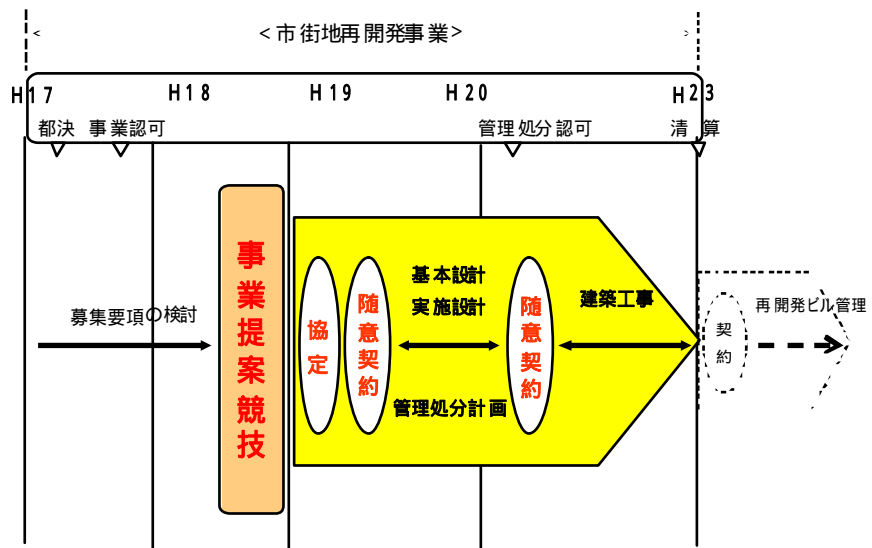 <市街地再開発事業>
H17 H18 H19 H20 H23
都決 事業認可 管理処分認可 清算
募集要項の検討
事業提案競技
協定
随意契約
基本設計
実施設計
管理処分計画
随意契約
建築工事
契約
再開発ビル管理